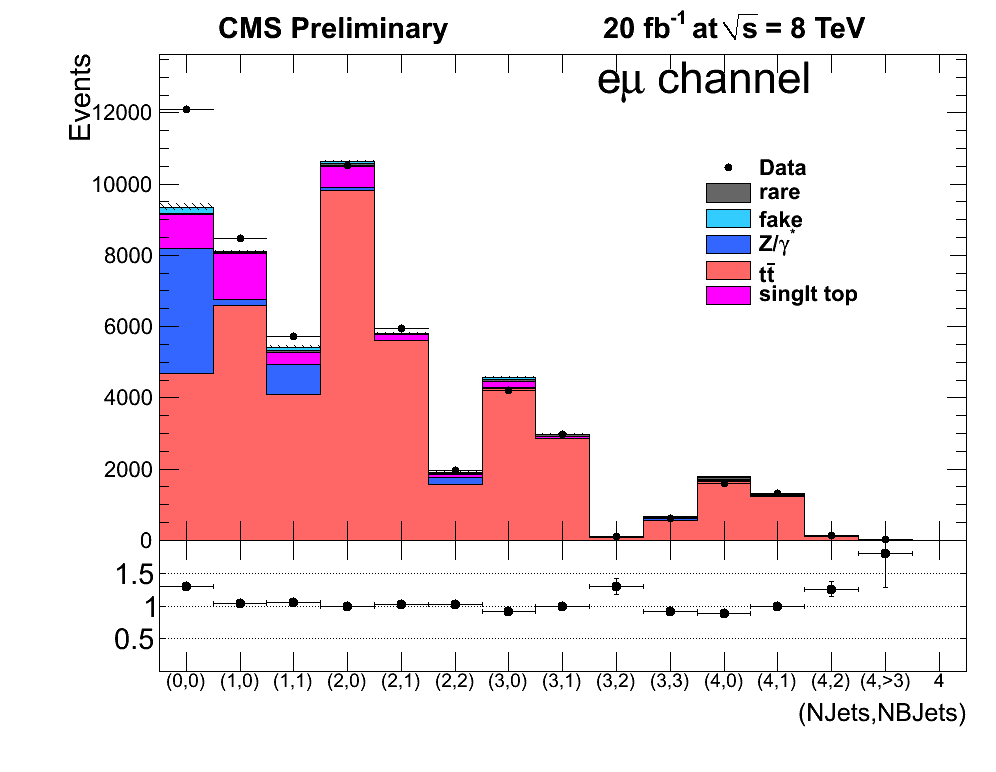 CMS Preliminary
20 fb-1 at √s = 8 TeV
eμ channel
Events
12000
10000
8000
6000
4000
2000
0
Data
rare
fake
Z/γ*
tt̄
singlt top
1.5
1
0.5
(0,0) (1,0) (1,1) (2,0) (2,1) (2,2) (3,0) (3,1) (3,2) (3,3) (4,0) (4,1) (4,2) (4,>3) 4
(NJets,NBJets)